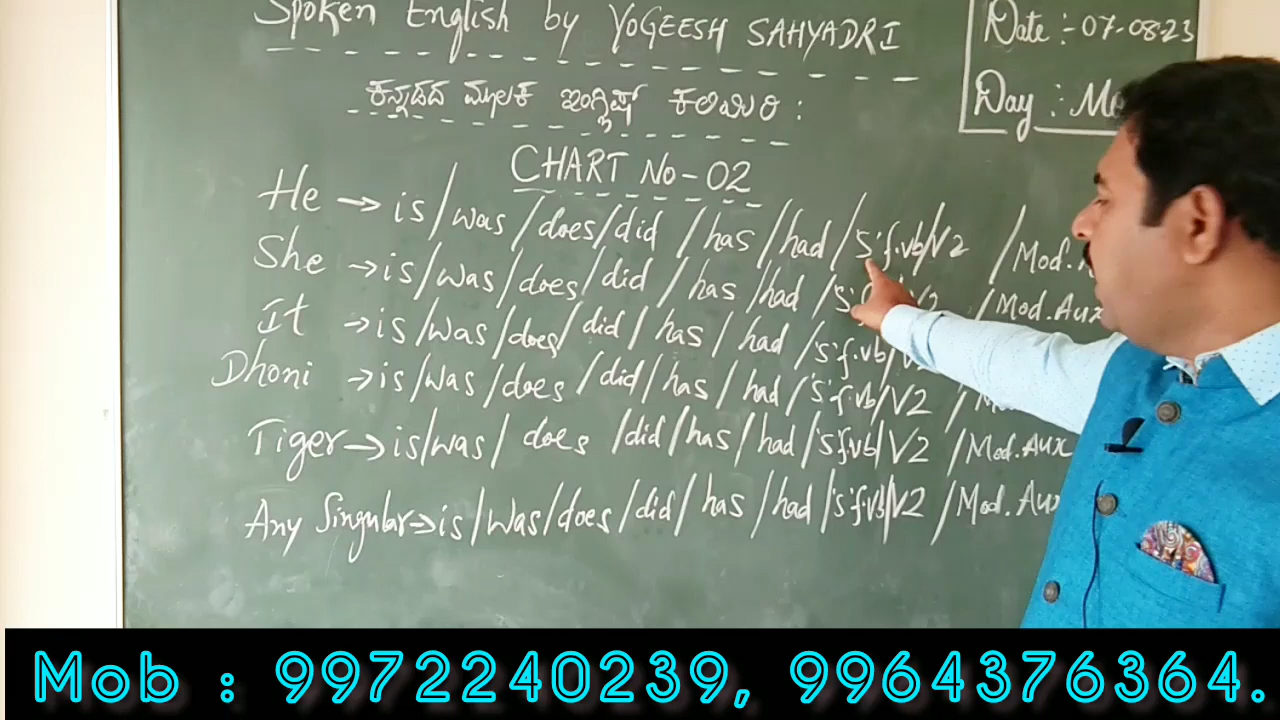 Spoken English by YOGEESH SAHYADRI
Date :- 07-08-23
ಕನ್ನಡದ ಮೂಲಕ ಇಂಗ್ಲಿಷ್ ಕಲಿಯಿರಿ :
Day :
CHART No-02
He → is/was/does/did/has/had/'s'f.vb/V2 /Mod.
She → is/was/does/did/has/had/'s' V2 /Mod.Aux
It → is/was/does/did/has/had/'s'f.vb/
Dhoni → is/was/does/did/has/had/'s'f.vb/V2 /
Tiger → is/was/does/did/has/had/'s'f.vb/V2 /Mod.Aux
Any Singular → is/was/does/did/has/had/'s'f.vb/V2 /Mod.Aux
Mob : 9972240239, 9964376364.